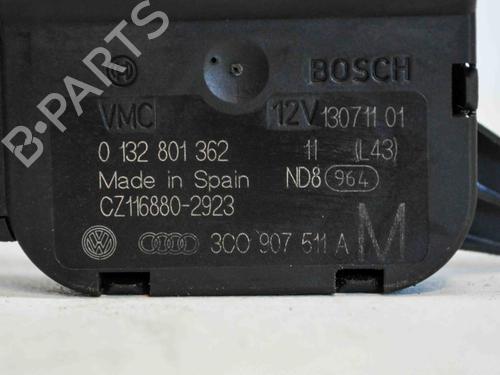 BOSCH
VMC 12V 130711 01
0 132 801 362 11 (L43)
Made in Spain ND8 964
CZ116880-2923
3C0 907 511 A M
B-PARTS